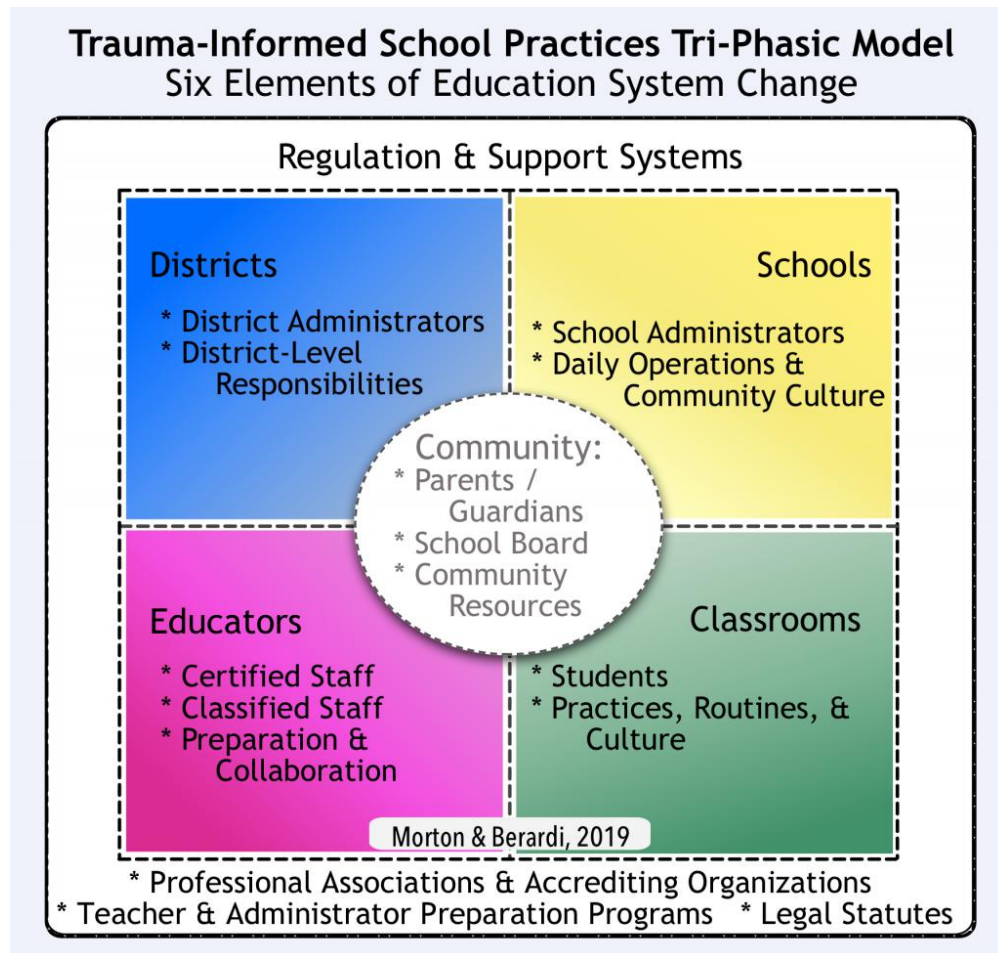 Trauma-Informed School Practices Tri-Phasic Model
Six Elements of Education System Change
Regulation & Support Systems
Districts
* District Administrators
* District-Level
Responsibilities
Schools
* School Administrators
* Daily Operations &
Community Culture
Community:
* Parents /
Guardians
* School Board
* Community
Resources
Educators
* Certified Staff
* Classified Staff
* Preparation &
Collaboration
Classrooms
* Students
* Practices, Routines, &
Culture
Morton & Berardi, 2019
* Professional Associations & Accrediting Organizations
* Teacher & Administrator Preparation Programs * Legal Statutes